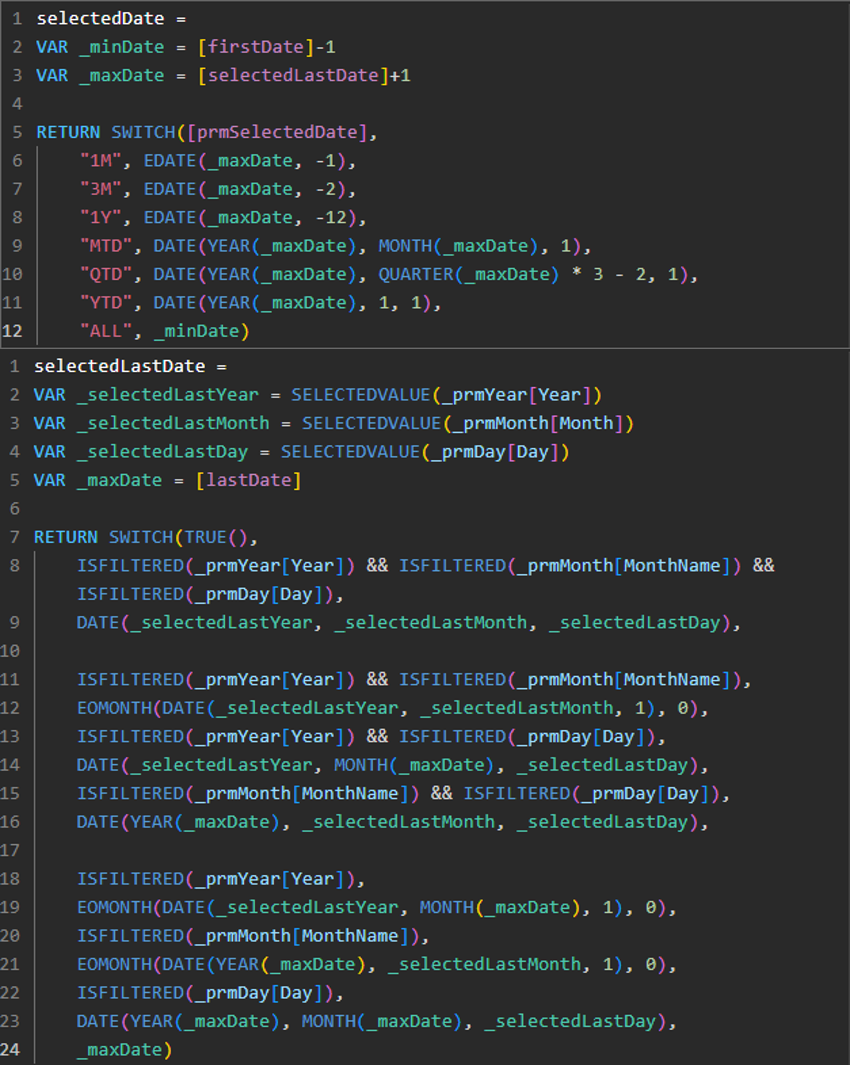 1 selectedDate =
2 VAR _minDate = [firstDate]-1
3 VAR _maxDate = [selectedLastDate]+1
4
5 RETURN SWITCH([prmSelectedDate],
6 "1M", EDATE(_maxDate, -1),
7 "3M", EDATE(_maxDate, -2),
8 "1Y", EDATE(_maxDate, -12),
9 "MTD", DATE(YEAR(_maxDate), MONTH(_maxDate), 1),
10 "QTD", DATE(YEAR(_maxDate), QUARTER(_maxDate) * 3 - 2, 1),
11 "YTD", DATE(YEAR(_maxDate), 1, 1),
12 "ALL", _minDate)
1 selectedLastDate =
2 VAR _selectedLastYear = SELECTEDVALUE(_prmYear[Year])
3 VAR _selectedLastMonth = SELECTEDVALUE(_prmMonth[Month])
4 VAR _selectedLastDay = SELECTEDVALUE(_prmDay[Day])
5 VAR _maxDate = [lastDate]
6
7 RETURN SWITCH(TRUE(),
8 ISFILTERED(_prmYear[Year]) && ISFILTERED(_prmMonth[MonthName]) &&
ISFILTERED(_prmDay[Day]),
9 DATE(_selectedLastYear, _selectedLastMonth, _selectedLastDay),
10
11 ISFILTERED(_prmYear[Year]) && ISFILTERED(_prmMonth[MonthName]),
12 EOMONTH(DATE(_selectedLastYear, _selectedLastMonth, 1), 0),
13 ISFILTERED(_prmYear[Year]) && ISFILTERED(_prmDay[Day]),
14 DATE(_selectedLastYear, MONTH(_maxDate), _selectedLastDay),
15 ISFILTERED(_prmMonth[MonthName]) && ISFILTERED(_prmDay[Day]),
16 DATE(YEAR(_maxDate), _selectedLastMonth, _selectedLastDay),
17
18 ISFILTERED(_prmYear[Year]),
19 EOMONTH(DATE(_selectedLastYear, MONTH(_maxDate), 1), 0),
20 ISFILTERED(_prmMonth[MonthName]),
21 EOMONTH(DATE(YEAR(_maxDate), _selectedLastMonth, 1), 0),
22 ISFILTERED(_prmDay[Day]),
23 DATE(YEAR(_maxDate), MONTH(_maxDate), _selectedLastDay),
24 _maxDate)